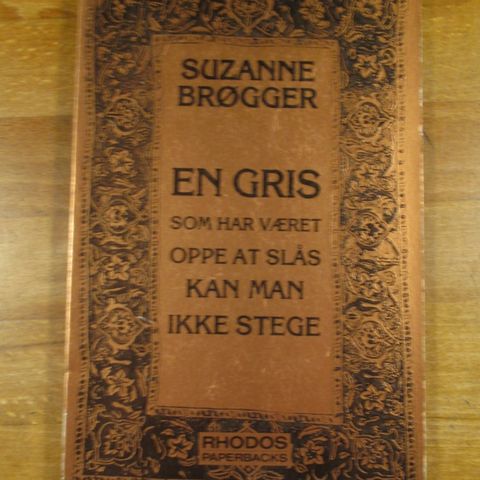 SUZANNE
BRØGGER
EN GRIS
SOM HAR VÆRET
OPPE AT SLÅS
KAN MAN
IKKE STEGE
RHODOS
PAPERBACKS